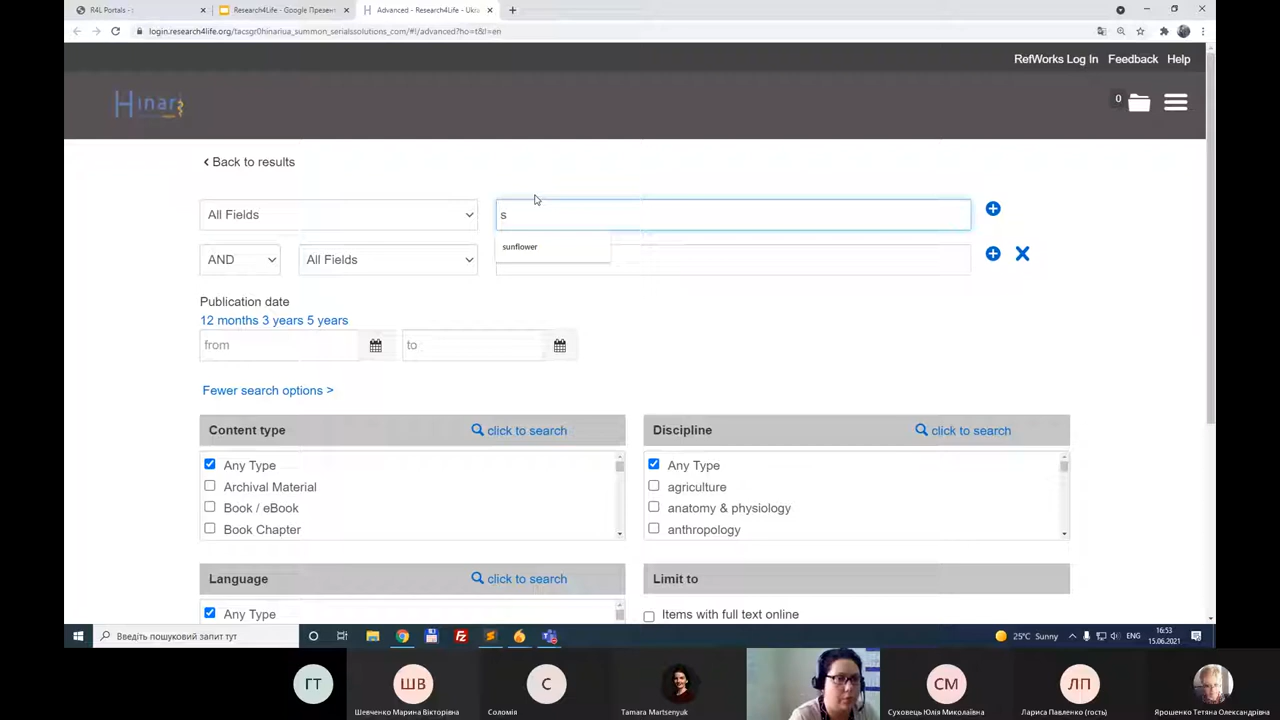 R4L Portals - :
Research4Life - Google Презент
Advanced - Research4Life - Ukra
login.research4life.org/tacsgr0hinariua_summon_serialssolutions_com/#!/advanced?ho=t&l=en
RefWorks Log In Feedback Help
Hinari
0
Back to results
All Fields
s
sunflower
AND
All Fields
Publication date
12 months 3 years 5 years
from
to
Fewer search options >
Content type
click to search
Any Type
Archival Material
Book / eBook
Book Chapter
Discipline
click to search
Any Type
agriculture
anatomy & physiology
anthropology
Language
click to search
Any Type
Limit to
Items with full text online
Введіть пошуковий запит тут
25°C Sunny
ENG
16:53
15.06.2021
ГТ
ШВ
Шевченко Марина Вікторівна
С
Соломія
Tamara Martsenyuk
СМ
Суховець Юлія Миколаївна
ЛП
Лариса Павленко (гость)
Ярошенко Тетяна Олександрівна